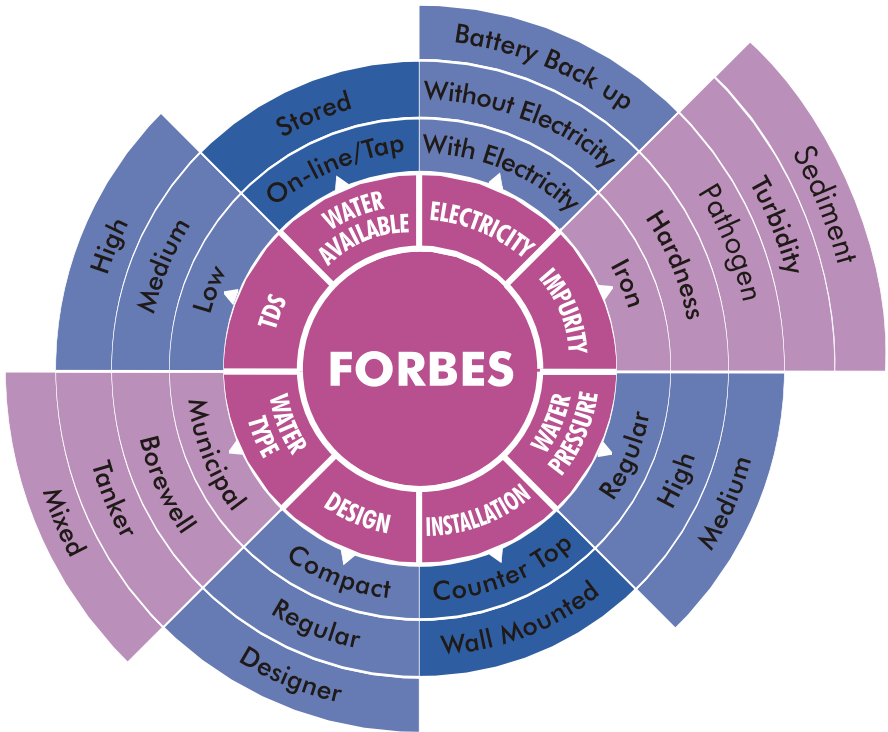 FORBES
ELECTRICITY
With Electricity
Without Electricity
Battery Back up
IMPURITY
Iron
Hardness
Pathogen
Turbidity
Sediment
WATER
PRESSURE
Regular
High
Medium
INSTALLATION
Counter Top
Wall Mounted
DESIGN
Compact
Regular
Designer
WATER
TYPE
Municipal
Borewell
Tanker
Mixed
TDS
Low
Medium
High
WATER
AVAILABLE
On-line/Tap
Stored